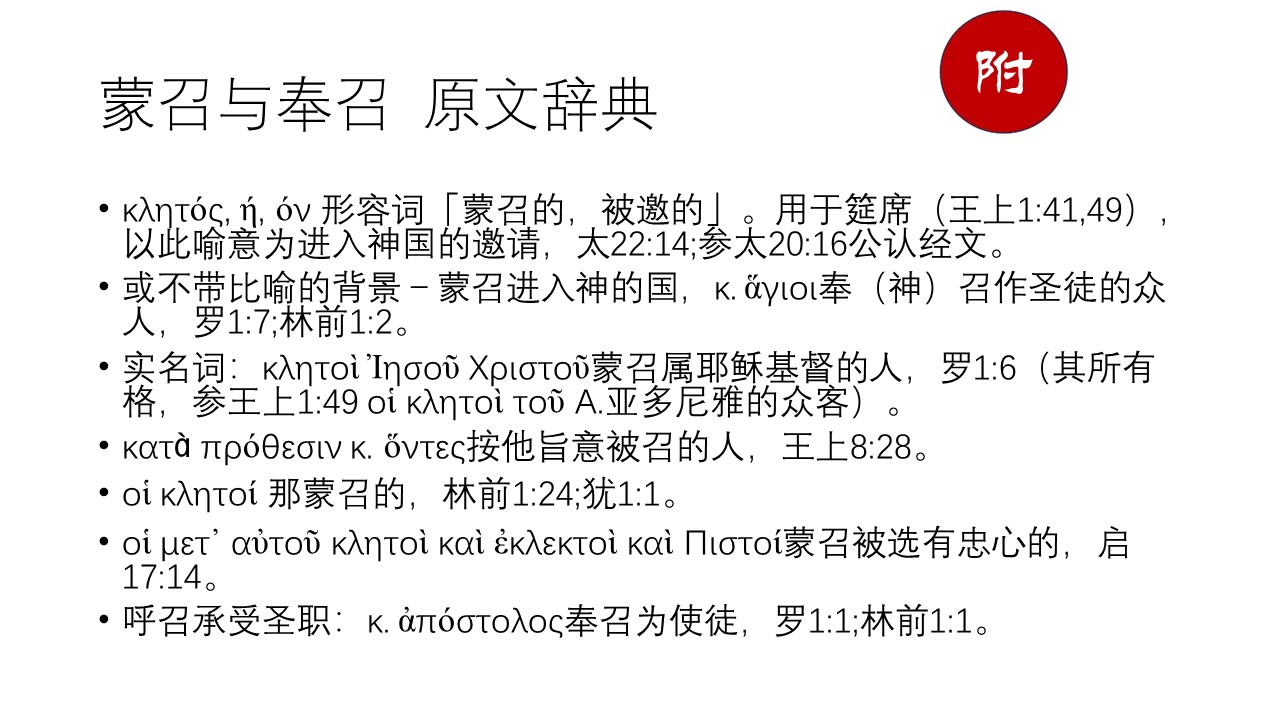 附
蒙召与奉召 原文辞典
• κλητός, ή, όν 形容词「蒙召的，被邀的」。用于筵席（王上1:41,49），
以此喻意为进入神国的邀请，太22:14;参太20:16公认经文。
• 或不带比喻的背景 – 蒙召进入神的国，κ. ἅγιοι奉（神）召作圣徒的众
人，罗1:7;林前1:2。
• 实名词：κλητοὶ Ἰησοῦ Χριστοῦ蒙召属耶稣基督的人，罗1:6（其所有
格，参王上1:49 οἱ κλητοὶ τοῦ Α.亚多尼雅的众客）。
• κατὰ πρόθεσιν κ. ὅντες按他旨意被召的人，王上8:28。
• οἱ κλητοί 那蒙召的，林前1:24;犹1:1。
• οἱ μετ᾽ αὐτοῦ κλητοὶ καὶ ἐκλεκτοὶ καὶ Πιστοί蒙召被选有忠心的，启
17:14。
• 呼召承受圣职：κ. ἀπόστολος奉召为使徒，罗1:1;林前1:1。